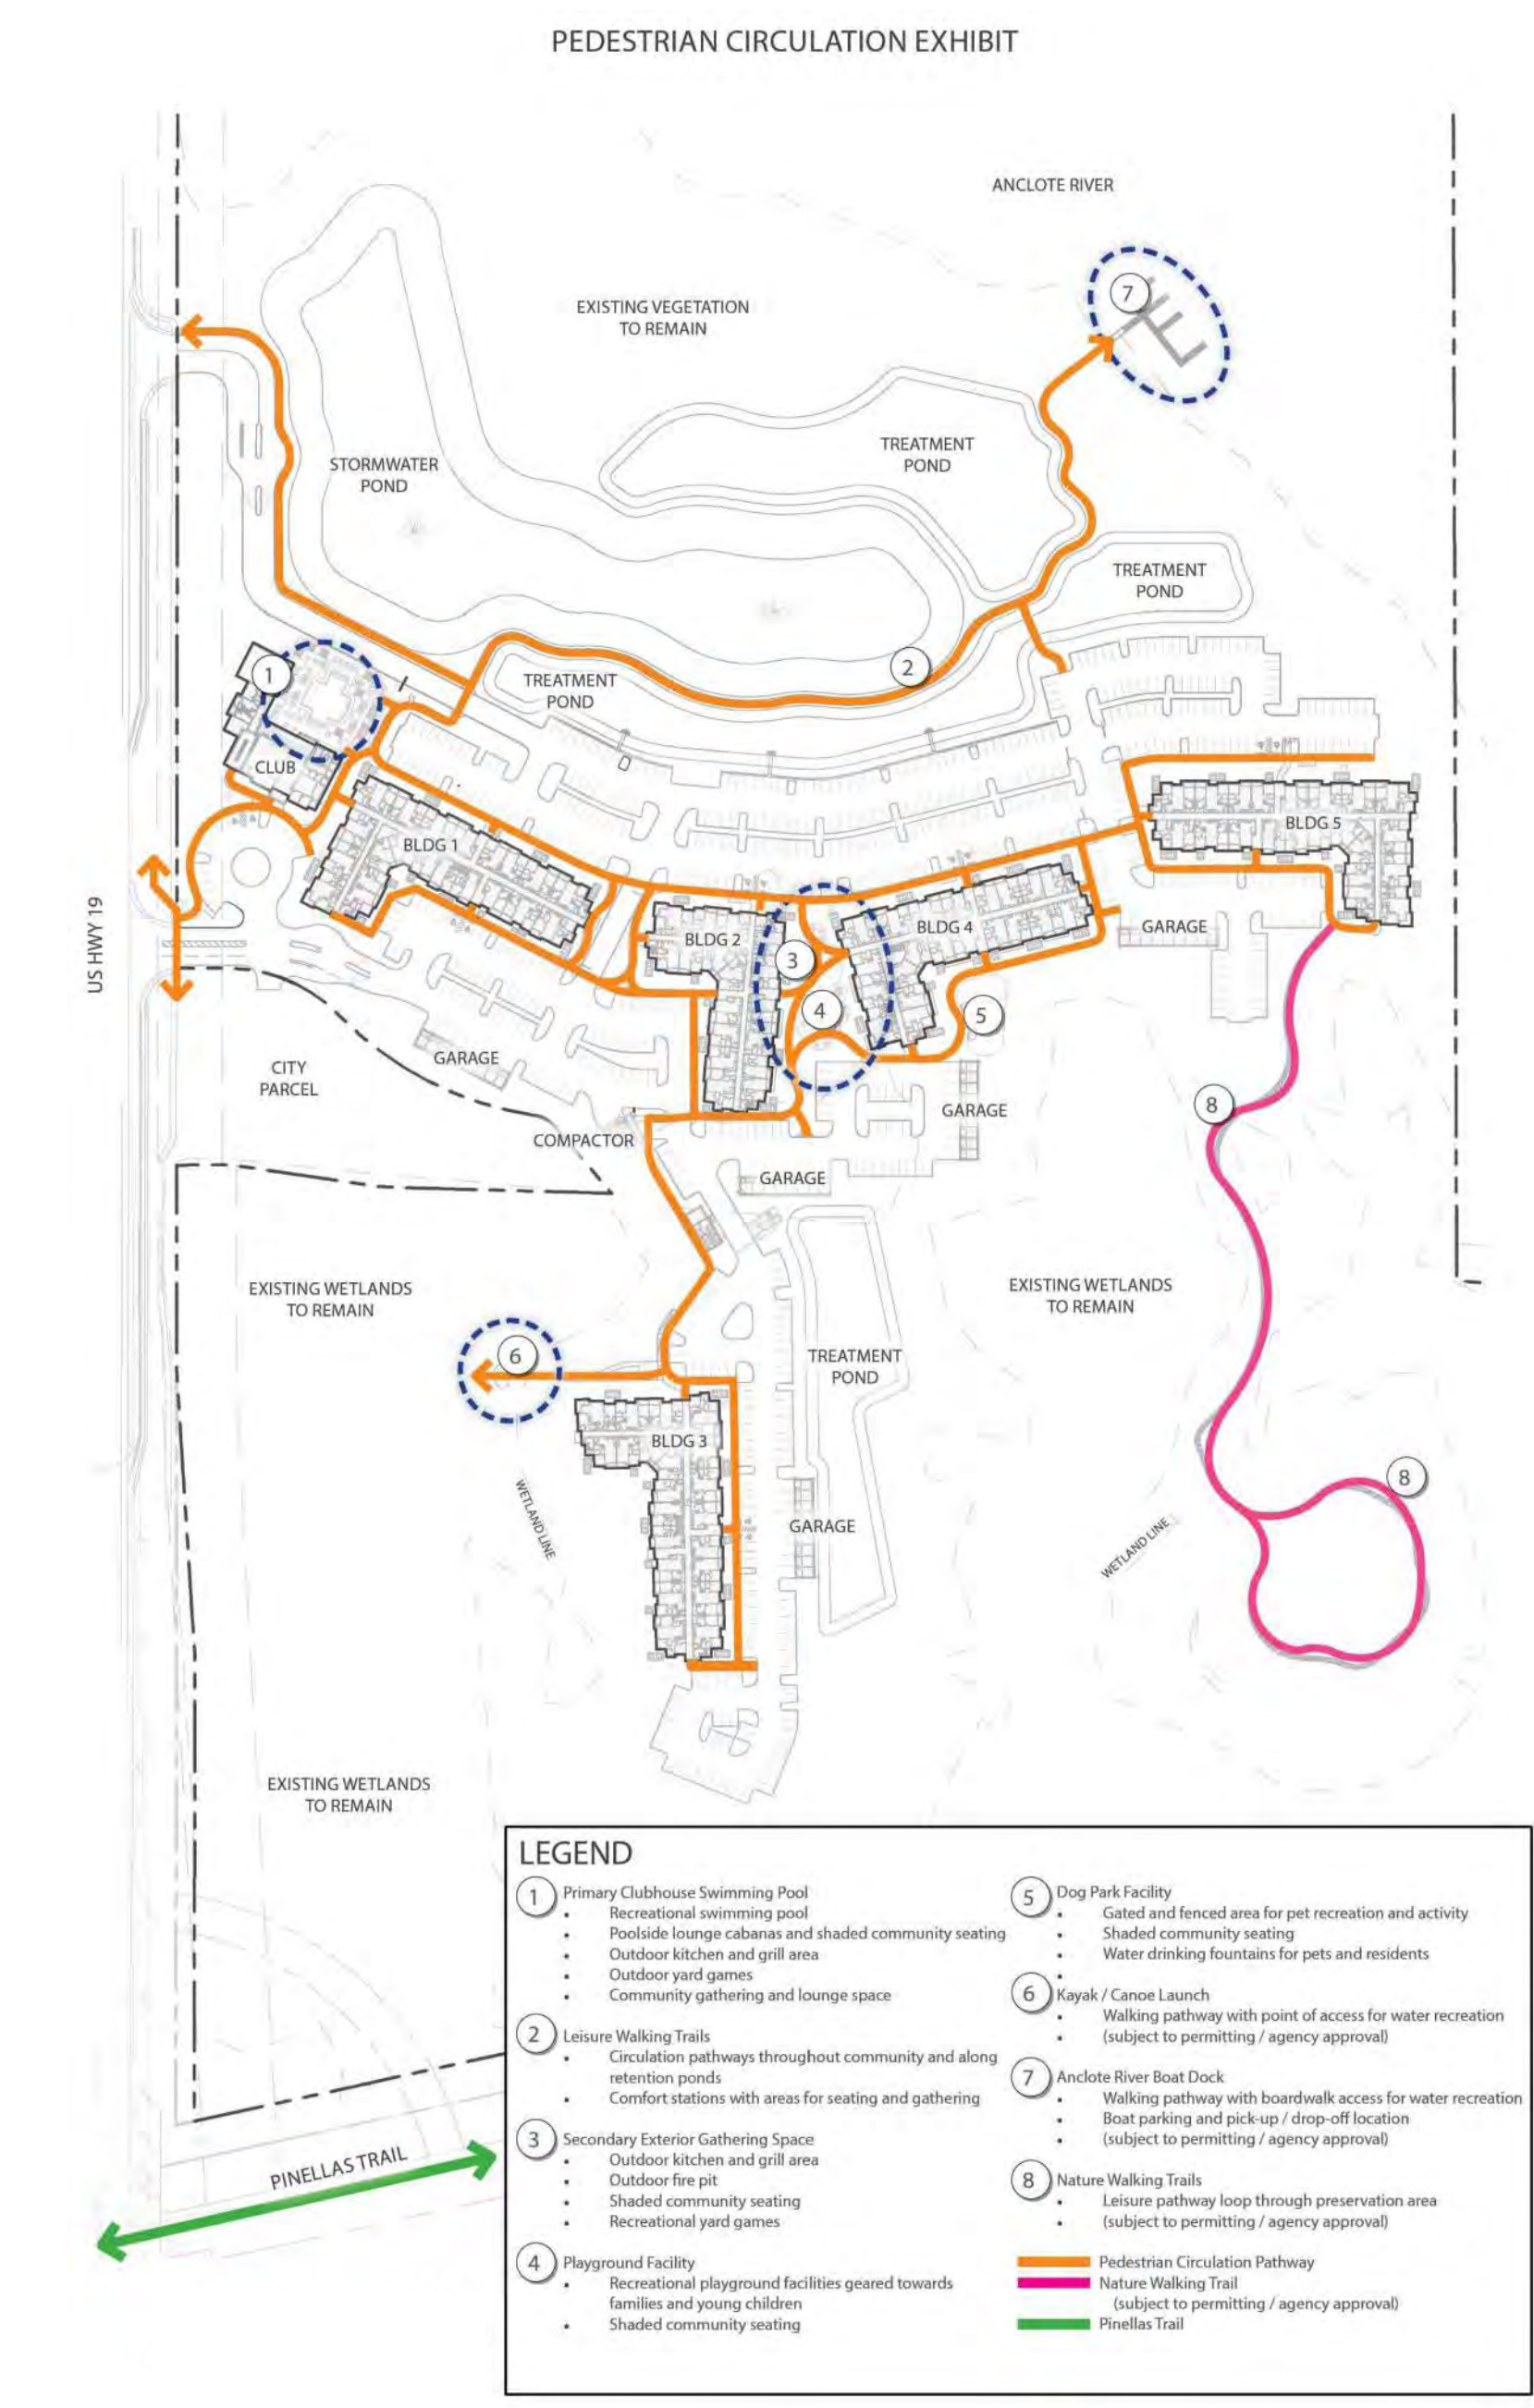 PEDESTRIAN CIRCULATION EXHIBIT
ANCLOTE RIVER
7
EXISTING VEGETATION
TO REMAIN
TREATMENT
POND
STORMWATER
POND
TREATMENT
POND
1
2
TREATMENT
POND
CLUB
BLDG 5
BLDG 1
US HWY 19
BLDG 2
BLDG 4
GARAGE
3
4
5
GARAGE
CITY
PARCEL
8
GARAGE
COMPACTOR
GARAGE
EXISTING WETLANDS
TO REMAIN
EXISTING WETLANDS
TO REMAIN
6
TREATMENT
POND
BLDG 3
8
WETLAND LINE
GARAGE
WETLAND LINE
EXISTING WETLANDS
TO REMAIN
PINELLAS TRAIL
LEGEND
1 Primary Clubhouse Swimming Pool
• Recreational swimming pool
• Poolside lounge cabanas and shaded community seating
• Outdoor kitchen and grill area
• Outdoor yard games
• Community gathering and lounge space
2 Leisure Walking Trails
• Circulation pathways throughout community and along
retention ponds
• Comfort stations with areas for seating and gathering
3 Secondary Exterior Gathering Space
• Outdoor kitchen and grill area
• Outdoor fire pit
• Shaded community seating
• Recreational yard games
4 Playground Facility
• Recreational playground facilities geared towards
families and young children
• Shaded community seating
5 Dog Park Facility
• Gated and fenced area for pet recreation and activity
• Shaded community seating
• Water drinking fountains for pets and residents
•
6 Kayak / Canoe Launch
• Walking pathway with point of access for water recreation
• (subject to permitting / agency approval)
7 Anclote River Boat Dock
• Walking pathway with boardwalk access for water recreation
• Boat parking and pick-up / drop-off location
• (subject to permitting / agency approval)
8 Nature Walking Trails
• Leisure pathway loop through preservation area
• (subject to permitting / agency approval)
Pedestrian Circulation Pathway
Nature Walking Trail
(subject to permitting / agency approval)
Pinellas Trail